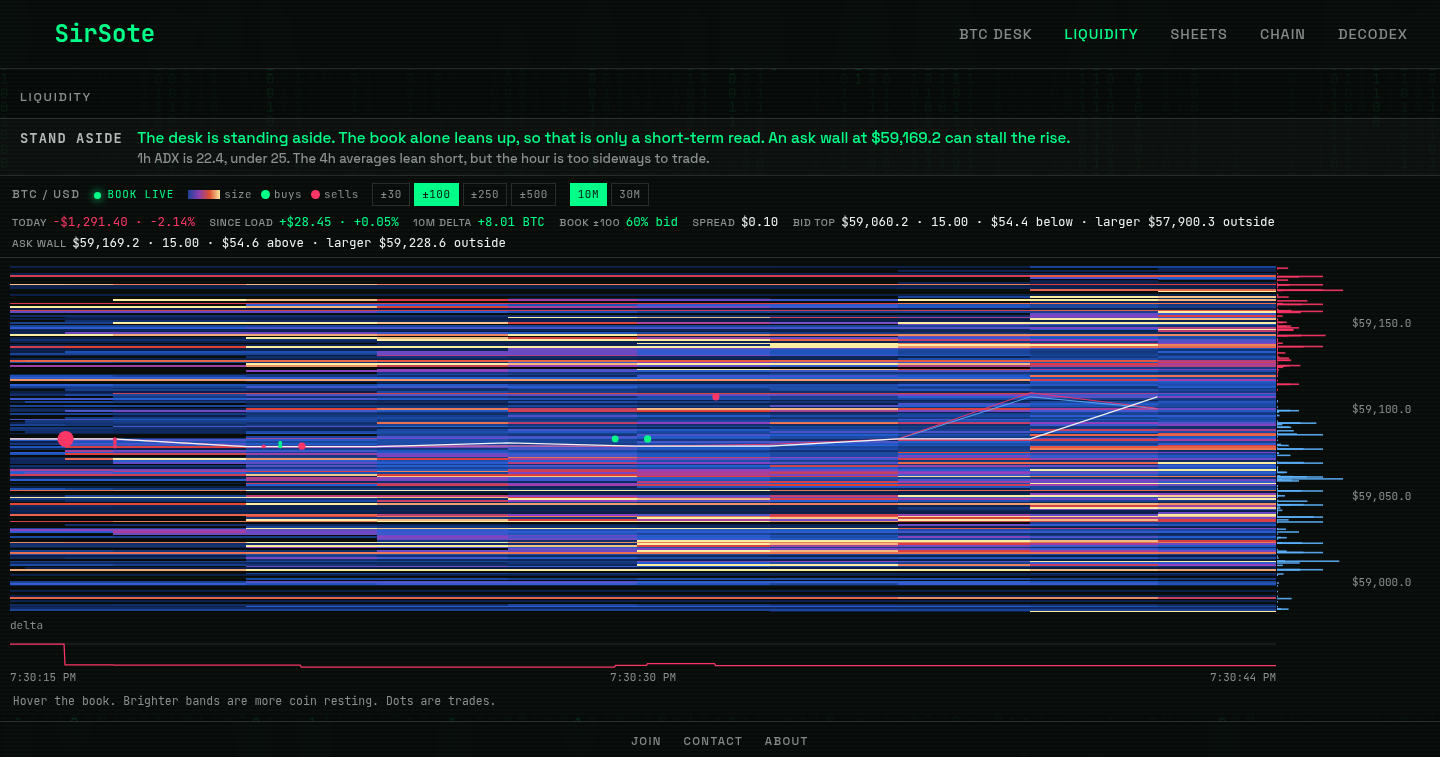 SirSote
BTC DESK LIQUIDITY SHEETS CHAIN DECODEX
LIQUIDITY
STAND ASIDE The desk is standing aside. The book alone leans up, so that is only a short-term read. An ask wall at $59,169.2 can stall the rise.
1h ADX is 22.4, under 25. The 4h averages lean short, but the hour is too sideways to trade.
BTC / USD BOOK LIVE size buys sells ±30 ±100 ±250 ±500 10M 30M
TODAY -$1,291.40 · -2.14% SINCE LOAD +$28.45 · +0.05% 10M DELTA +8.01 BTC BOOK ±100 60% bid SPREAD $0.10 BID TOP $59,060.2 · 15.00 · $54.4 below · larger $57,900.3 outside
ASK WALL $59,169.2 · 15.00 · $54.6 above · larger $59,228.6 outside
$59,150.0
$59,100.0
$59,050.0
$59,000.0
delta
7:30:15 PM 7:30:30 PM 7:30:44 PM
Hover the book. Brighter bands are more coin resting. Dots are trades.
JOIN CONTACT ABOUT